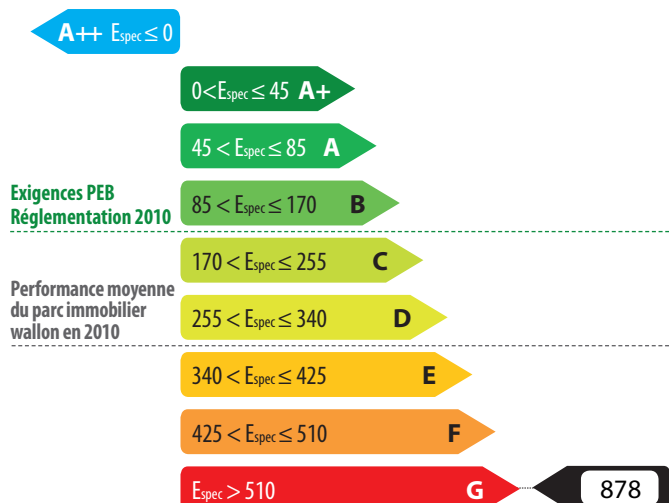 A++ Espec ≤ 0
0<Espec ≤ 45 A+
45 < Espec ≤ 85 A
Exigences PEB
Réglementation 2010
85 < Espec ≤ 170 B
170 < Espec ≤ 255 C
Performance moyenne
du parc immobilier
wallon en 2010
255 < Espec ≤ 340 D
340 < Espec ≤ 425 E
425 < Espec ≤ 510 F
Espec > 510 G
878